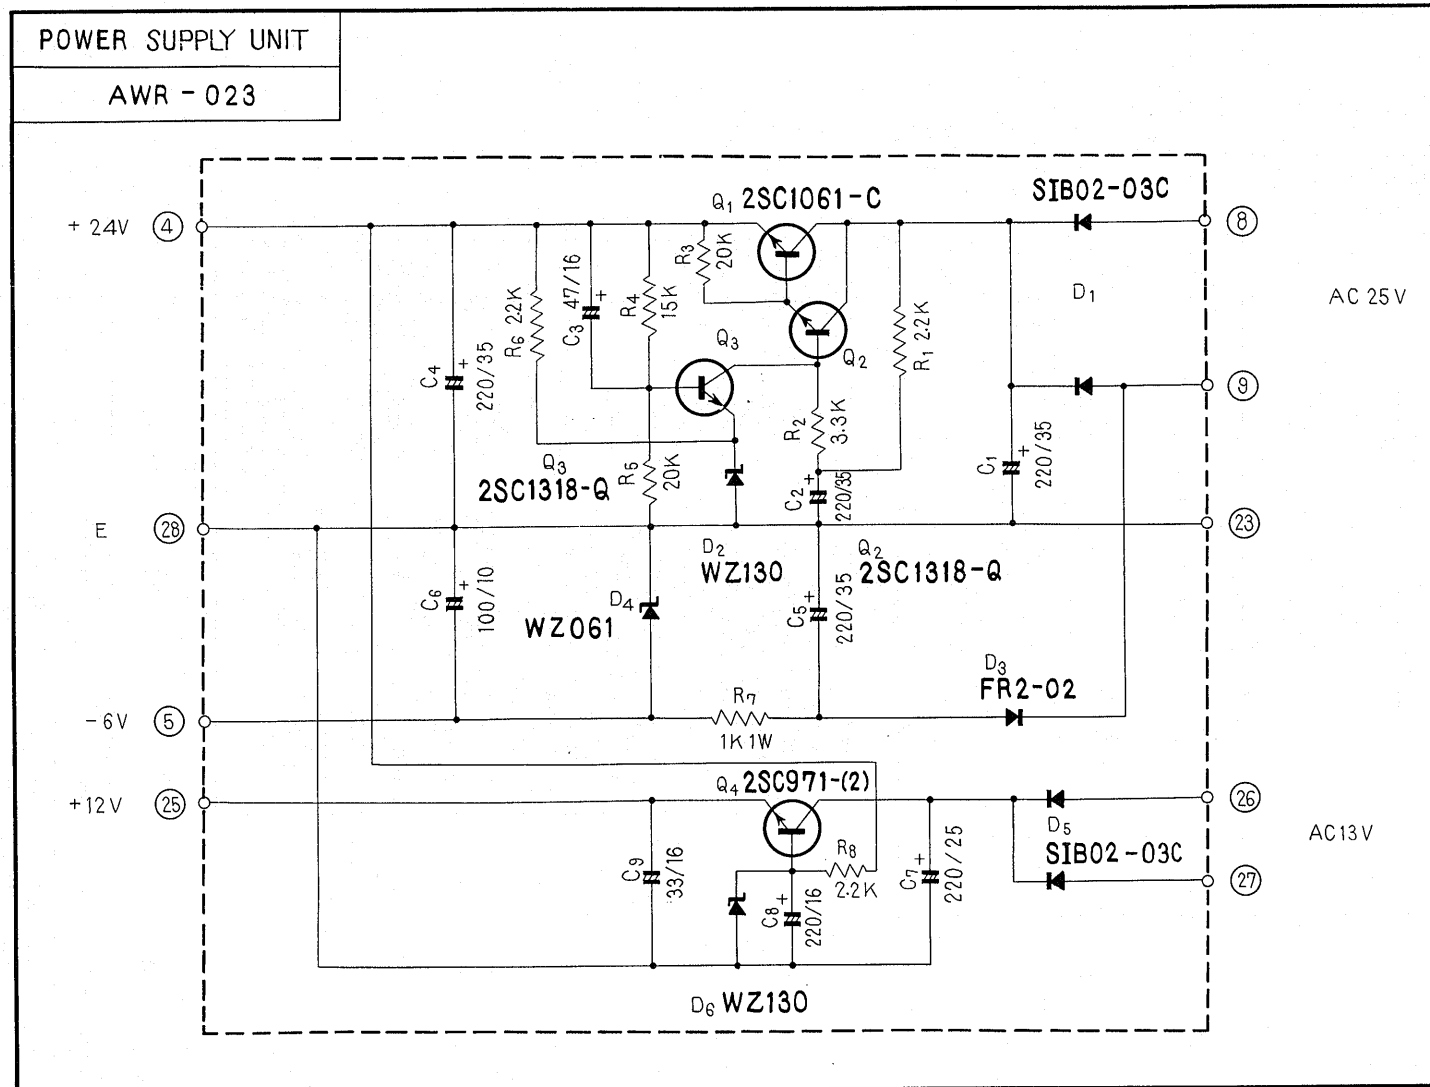 POWER SUPPLY UNIT
AWR-023
SIB02-03C
Q1 2SC1061-C
+24V
4
8
R3
20K
47/16
+
C3
R4
15K
R6 2.2K
D1
AC 25V
Q3
Q2
R1 2.2K
C4
+
220/35
9
R2
3.3K
C1
+
220/35
Q3
2SC1318-Q
R5
20K
C2
+
220/35
E
28
23
D2
WZ130
Q2
2SC1318-Q
C6
+
100/10
D4
WZ061
C5
+
220/35
D3
FR2-02
-6V
5
R7
1K 1W
Q4 2SC971-(2)
+12V
25
26
D5
SIB02-03C
AC13V
C9
33/16
R8
2.2K
C7
+
220/25
27
C8
+
220/16
D6 WZ130